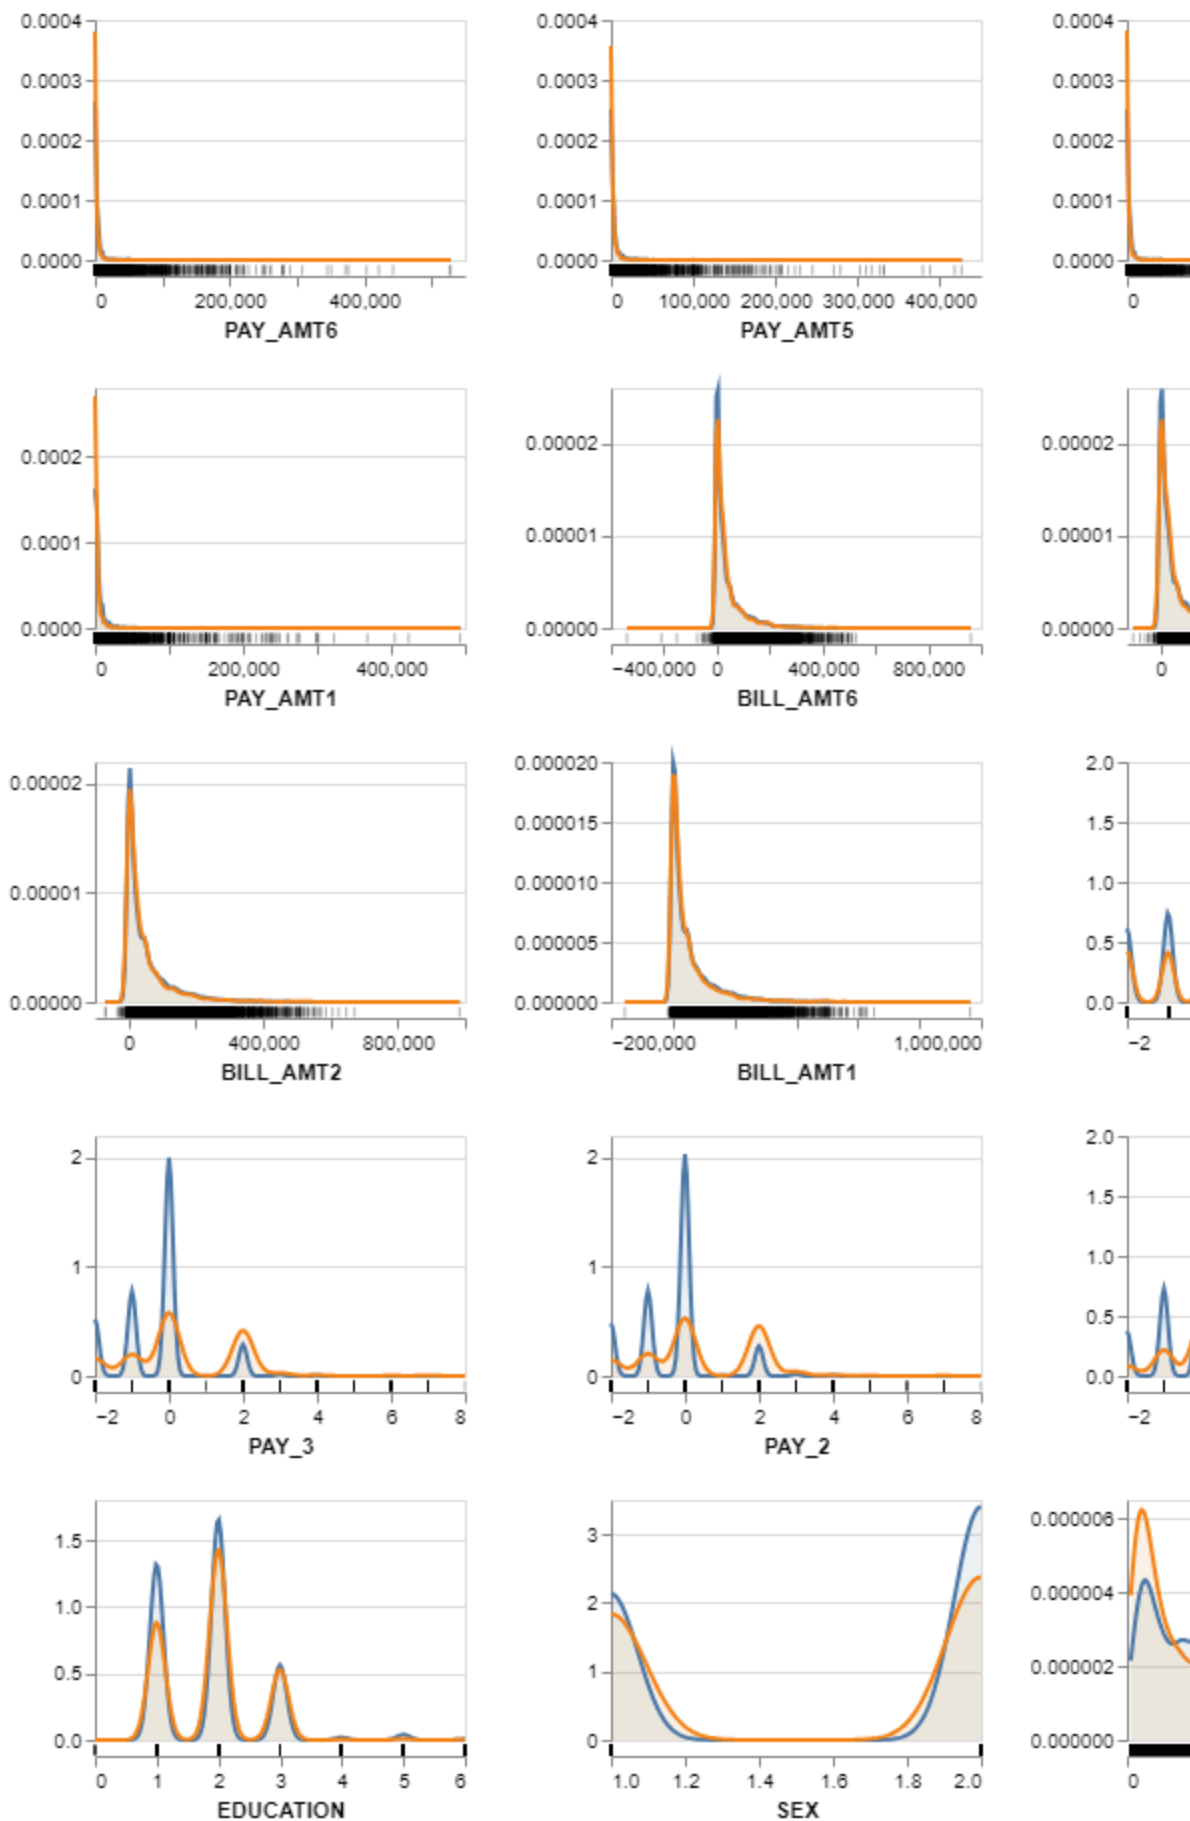 0.0004 0.0004 0.0004
0.0003 0.0003 0.0003
0.0002 0.0002 0.0002
0.0001 0.0001 0.0001
0.0000 0.0000 0.0000
0 200,000 400,000 0 100,000 200,000 300,000 400,000 0
PAY_AMT6 PAY_AMT5
0.0002 0.00002 0.00002
0.0001 0.00001 0.00001
0.0000 0.00000 0.00000
0 200,000 400,000 −400,000 0 400,000 800,000 0
PAY_AMT1 BILL_AMT6
0.00002 0.000020 2.0
0.000015 1.5
0.00001 0.000010 1.0
0.000005 0.5
0.00000 0.000000 0.0
0 400,000 800,000 −200,000 1,000,000 −2
BILL_AMT2 BILL_AMT1
2 2 2.0
1.5
1 1 1.0
0.5
0 0 0.0
−2 0 2 4 6 8 −2 0 2 4 6 8 −2
PAY_3 PAY_2
1.5 3 0.000006
1.0 2 0.000004
0.5 1 0.000002
0.0 0 0.000000
0 1 2 3 4 5 6 1.0 1.2 1.4 1.6 1.8 2.0 0
EDUCATION SEX